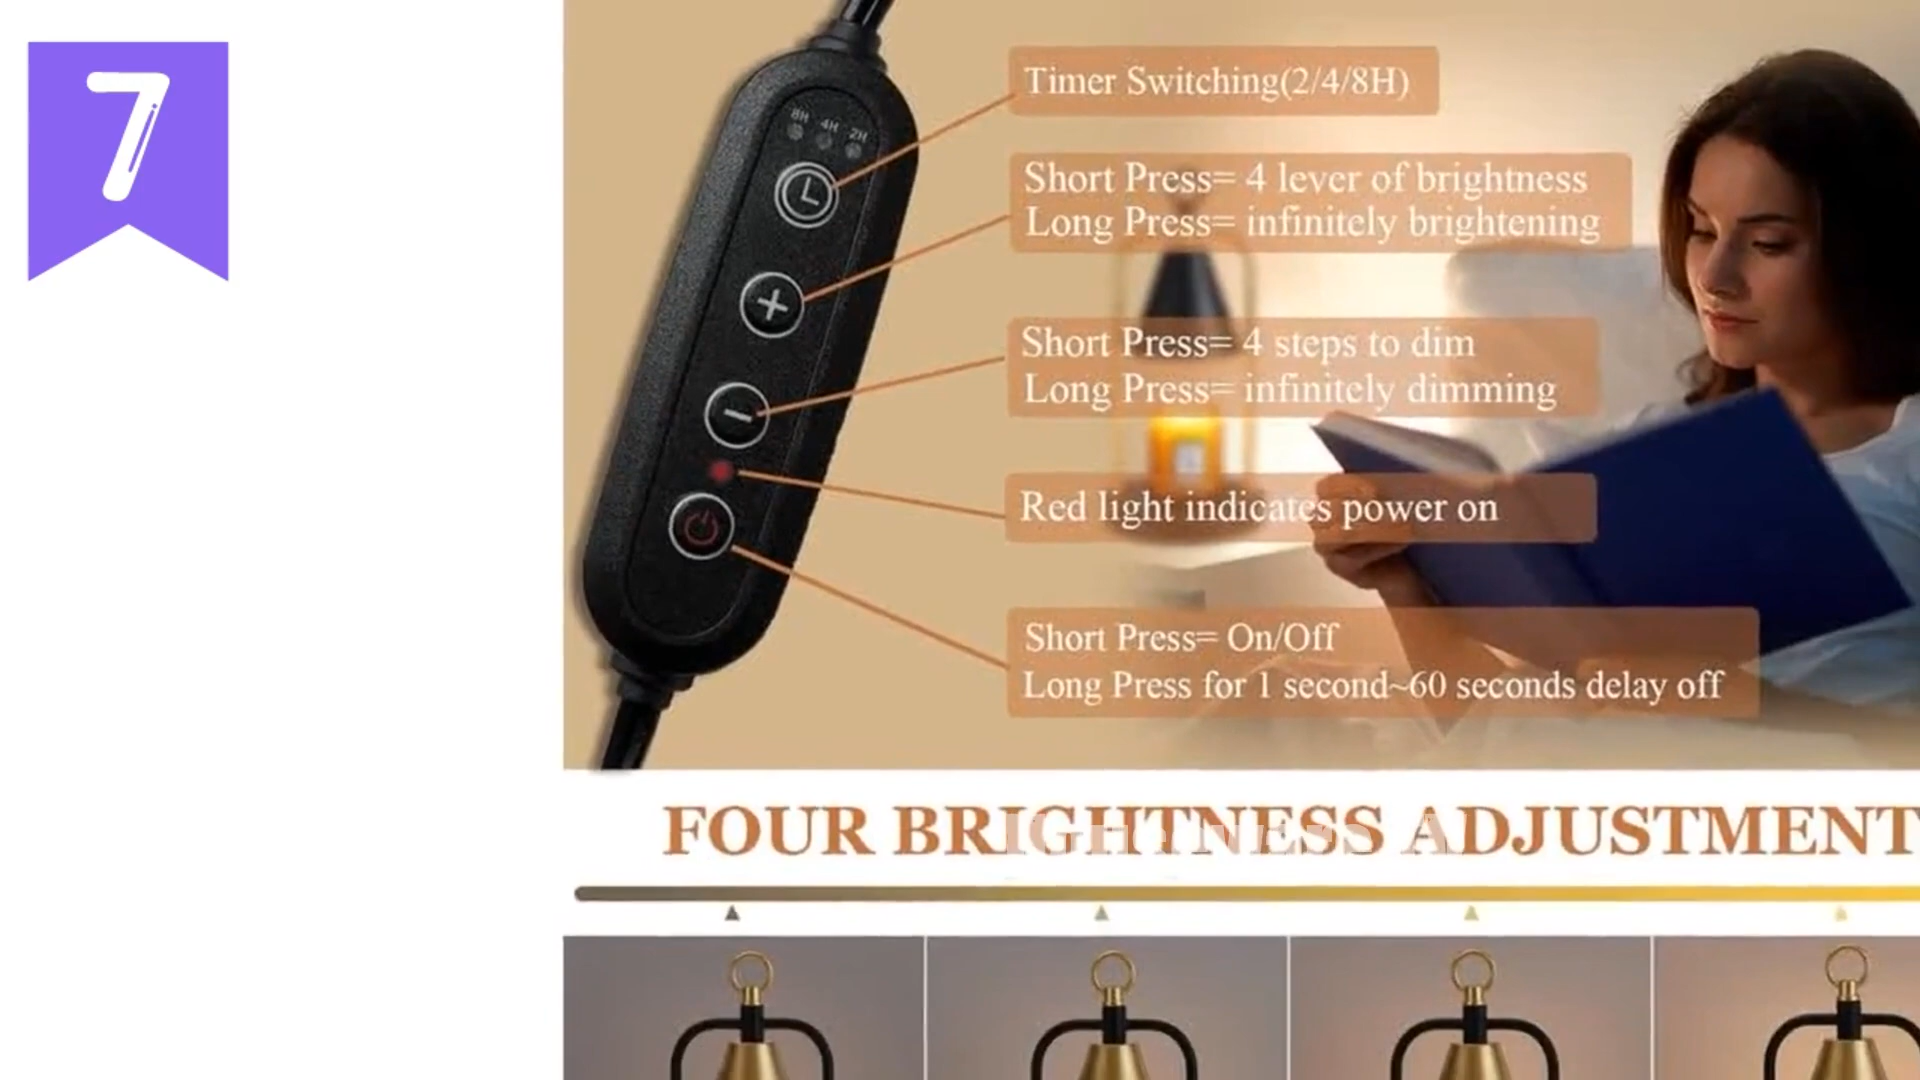 7
8H 4H 2H
Timer Switching(2/4/8H)
Short Press= 4 lever of brightness
Long Press= infinitely brightening
Short Press= 4 steps to dim
Long Press= infinitely dimming
Red light indicates power on
Short Press= On/Off
Long Press for 1 second~60 seconds delay off
FOUR BRIGHTNESS ADJUSTMENT